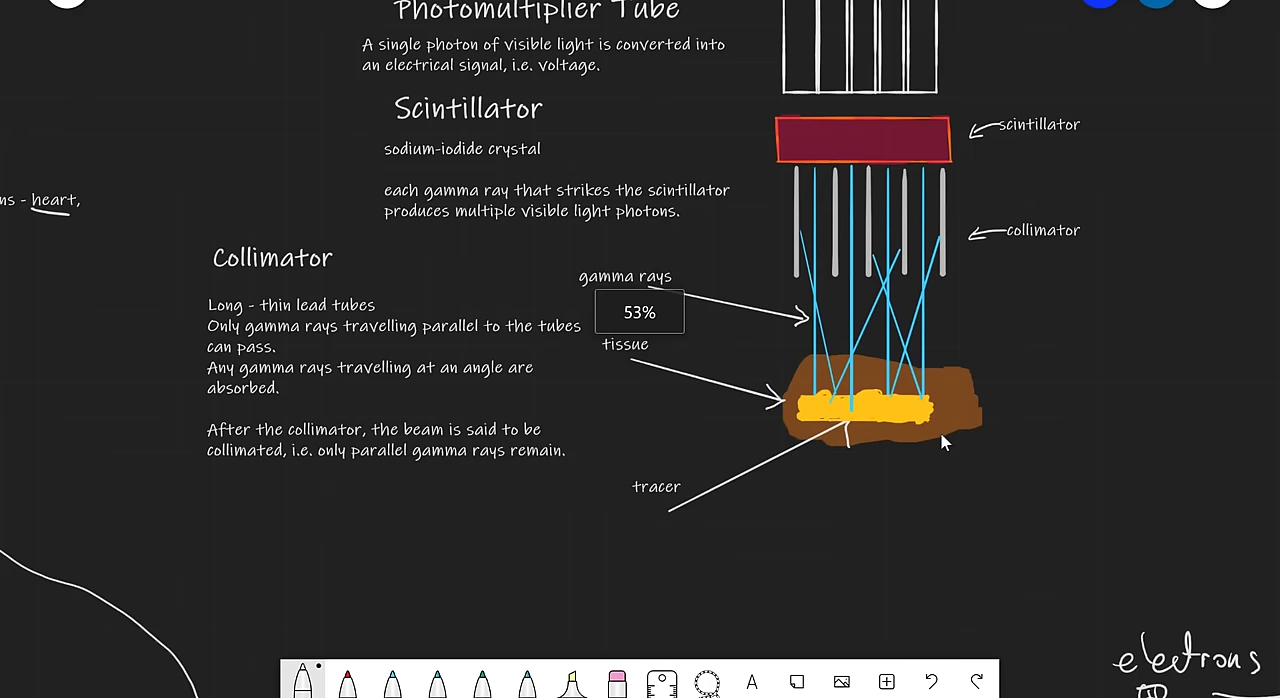 Photomultiplier Tube
A single photon of visible light is converted into
an electrical signal, i.e. voltage.
Scintillator
scintillator
sodium-iodide crystal
each gamma ray that strikes the scintillator
produces multiple visible light photons.
ns - heart,
collimator
Collimator
gamma rays
Long - thin lead tubes
53%
Only gamma rays travelling parallel to the tubes
can pass.
tissue
Any gamma rays travelling at an angle are
absorbed.
After the collimator, the beam is said to be
collimated, i.e. only parallel gamma rays remain.
tracer
electrons
A